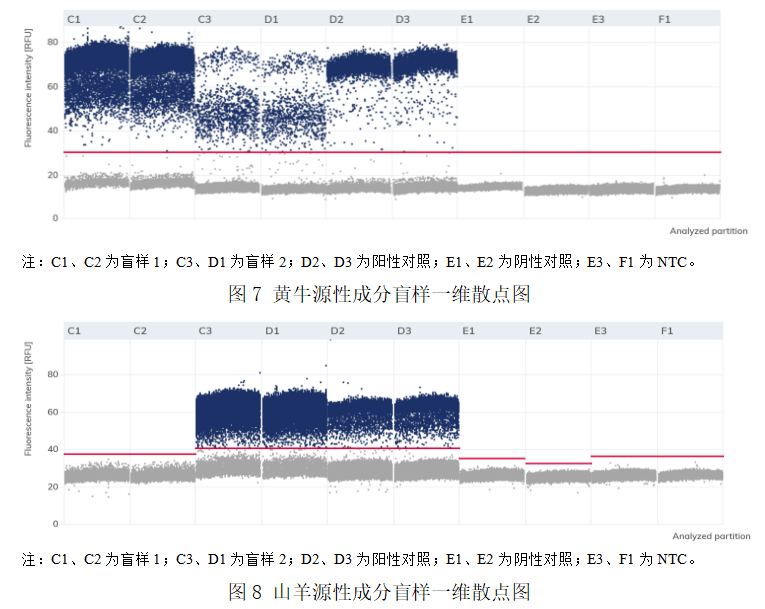 C1 C2 C3 D1 D2 D3 E1 E2 E3 F1
Fluorescence intensity [RFU]
80
60
40
20
0
Analyzed partition
注：C1、C2 为盲样 1；C3、D1 为盲样 2；D2、D3 为阳性对照；E1、E2 为阴性对照；E3、F1 为 NTC。
图 7 黄牛源性成分盲样一维散点图
C1 C2 C3 D1 D2 D3 E1 E2 E3 F1
Fluorescence intensity [RFU]
80
60
40
20
0
Analyzed partition
注：C1、C2 为盲样 1；C3、D1 为盲样 2；D2、D3 为阳性对照；E1、E2 为阴性对照；E3、F1 为 NTC。
图 8 山羊源性成分盲样一维散点图